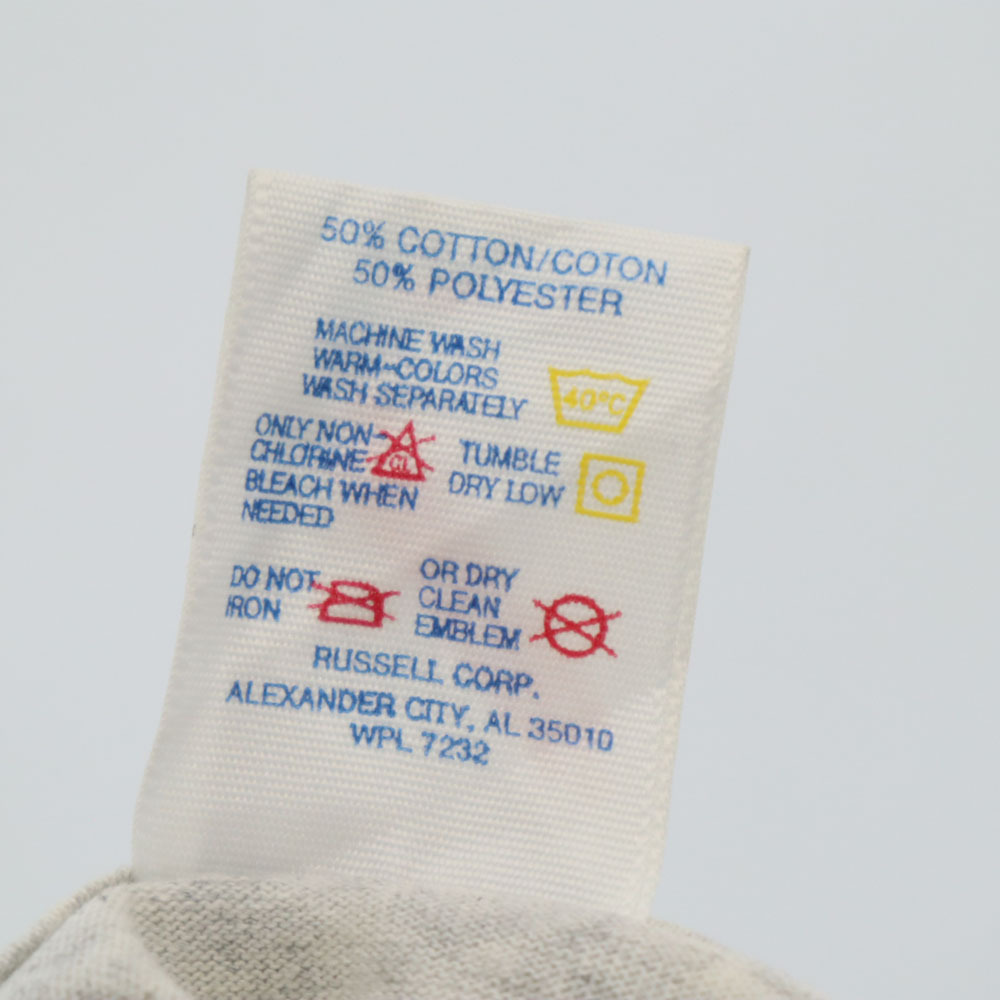 50% COTTON/COTON
50% POLYESTER
MACHINE WASH
WARM-COLORS
WASH SEPARATELY
40°C
ONLY NON-
CHLORINE
BLEACH WHEN
NEEDED
CL
TUMBLE
DRY LOW
DO NOT
IRON
OR DRY
CLEAN
EMBLEM
RUSSELL CORP.
ALEXANDER CITY, AL 35010
WPL 7232